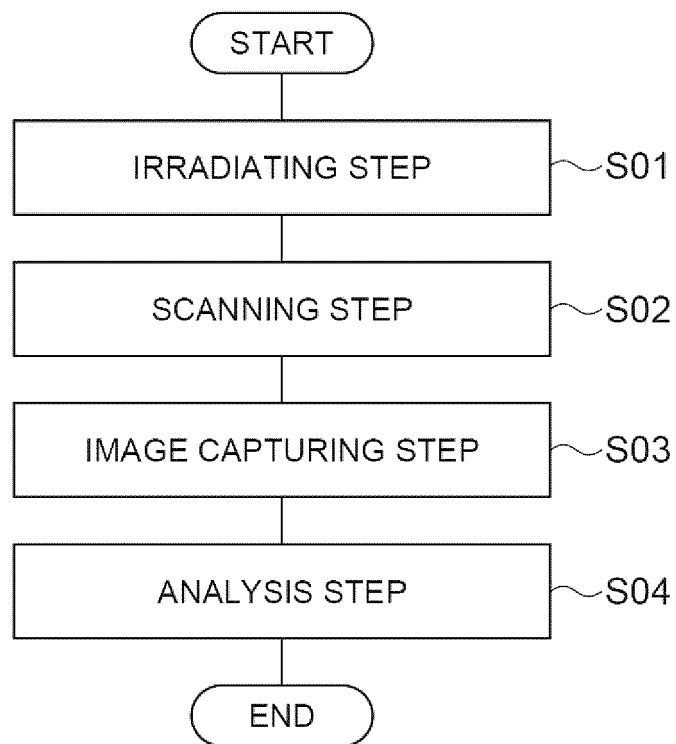 START
IRRADIATING STEP
S01
SCANNING STEP
S02
IMAGE CAPTURING STEP
S03
ANALYSIS STEP
S04
END